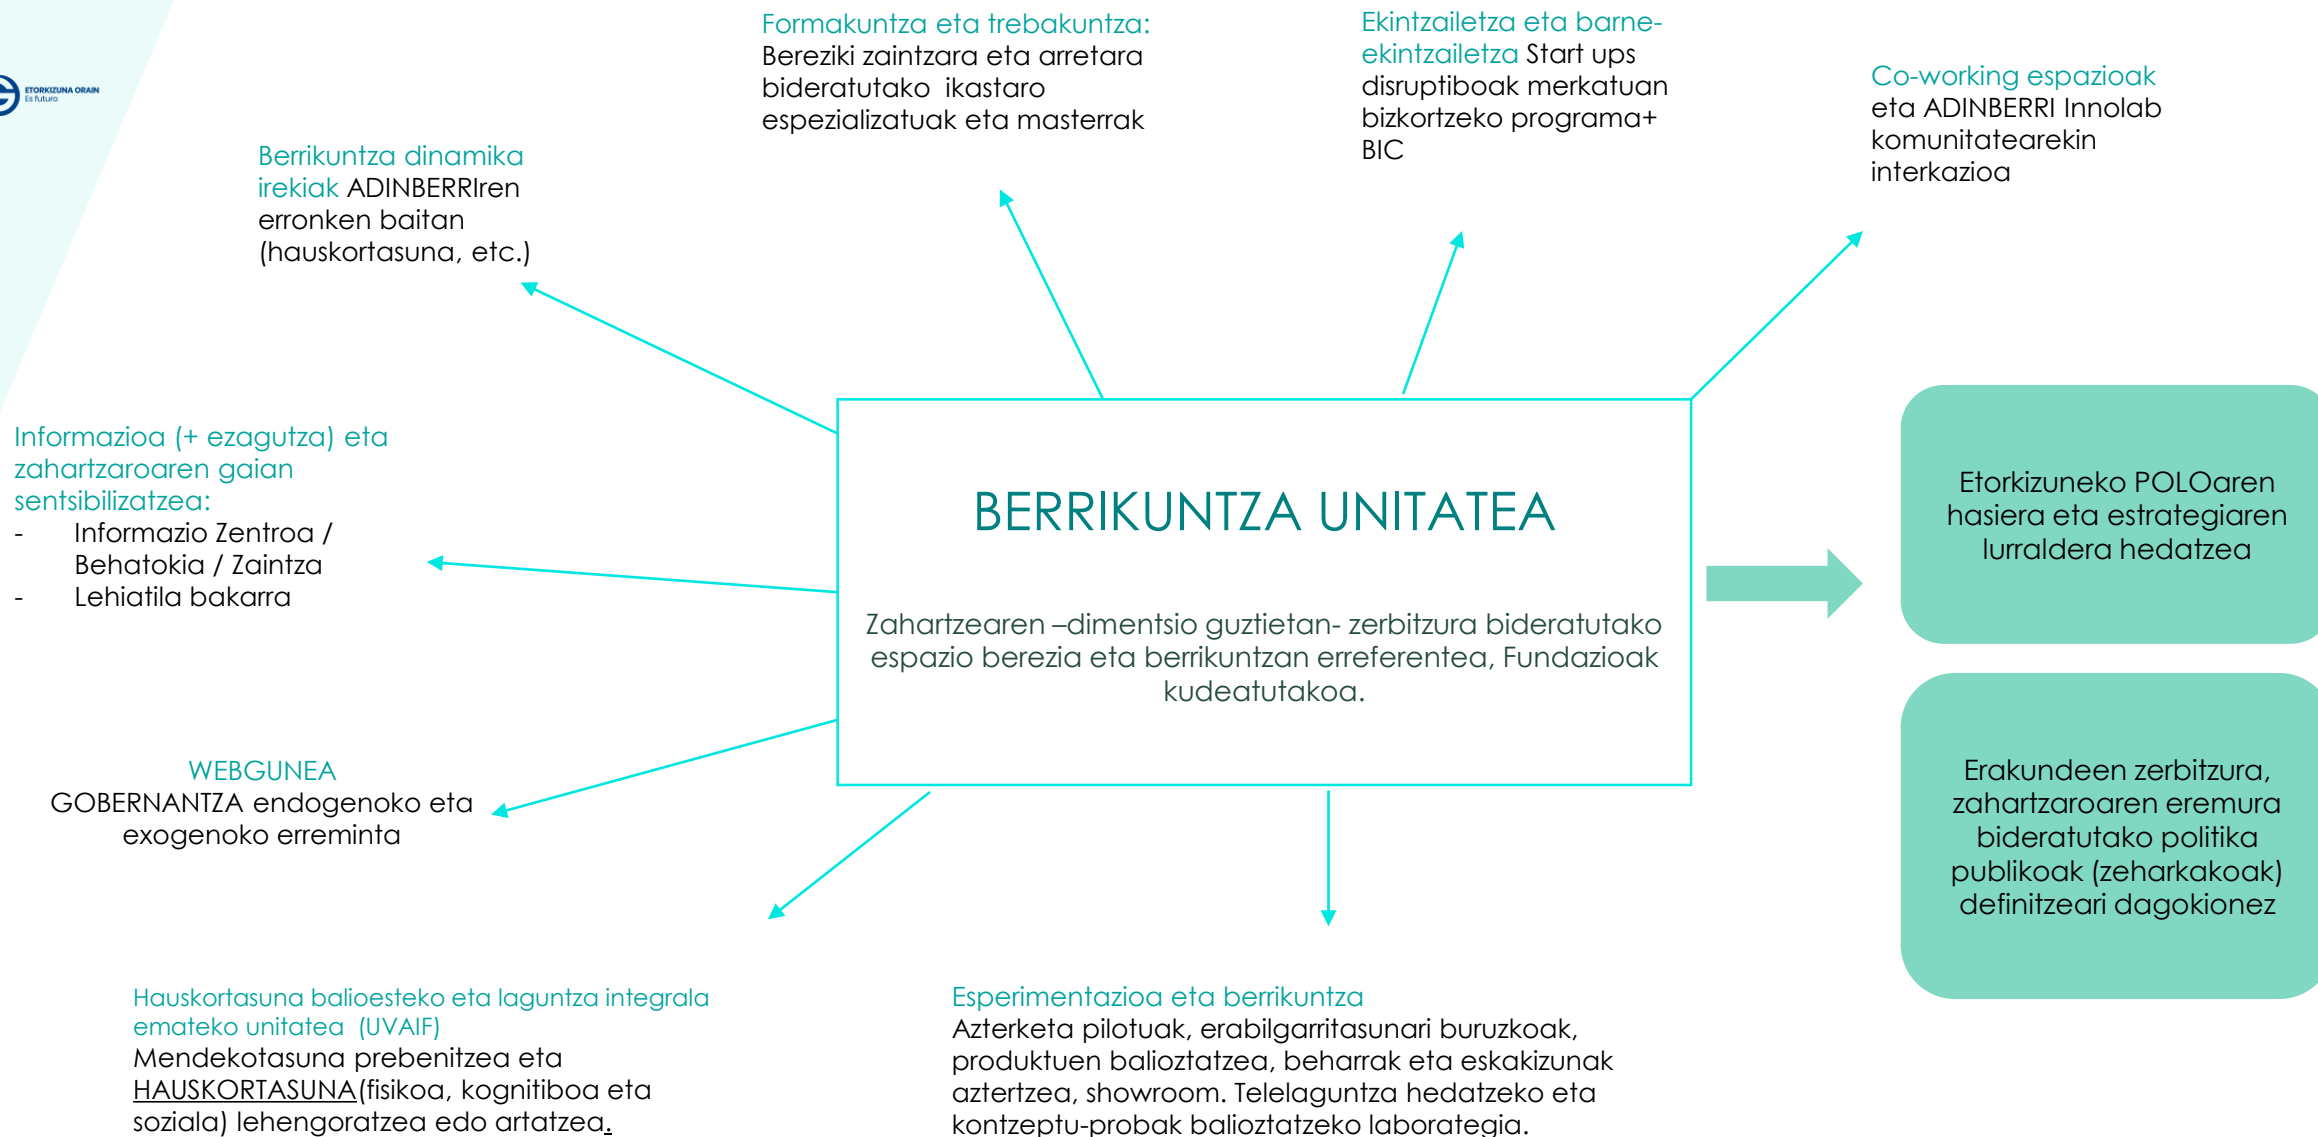 ETORKIZUNA ORAIN
Es futuro
Formakuntza eta trebakuntza:
Bereziki zaintzara eta arretara
bideratutako ikastaro
espezializatuak eta masterrak
Ekintzailetza eta barne-
ekintzailetza Start ups
disruptiboak merkatuan
bizkortzeko programa+
BIC
Co-working espazioak
eta ADINBERRI Innolab
komunitatearekin
interkazioa
Berrikuntza dinamika
irekiak ADINBERRIren
erronken baitan
(hauskortasuna, etc.)
Informazioa (+ ezagutza) eta
zahartzaroaren gaian
sentsibilizatzea:
- Informazio Zentroa /
Behatokia / Zaintza
- Lehiatila bakarra
BERRIKUNTZA UNITATEA
Zahartzearen –dimentsio guztietan- zerbitzura bideratutako
espazio berezia eta berrikuntzan erreferentea, Fundazioak
kudeatutakoa.
Etorkizuneko POLOaren
hasiera eta estrategiaren
lurraldera hedatzea
Erakundeen zerbitzura,
zahartzaroaren eremura
bideratutako politika
publikoak (zeharkakoak)
definitzeari dagokionez
WEBGUNEA
GOBERNANTZA endogenoko eta
exogenoko erreminta
Hauskortasuna balioesteko eta laguntza integrala
emateko unitatea (UVAIF)
Mendekotasuna prebenitzea eta
HAUSKORTASUNA(fisikoa, kognitiboa eta
soziala) lehengoratzea edo artatzea.
Esperimentazioa eta berrikuntza
Azterketa pilotuak, erabilgarritasunari buruzkoak,
produktuen balioztatzea, beharrak eta eskakizunak
aztertzea, showroom. Telelaguntza hedatzeko eta
kontzeptu-probak balioztatzeko laborategia.